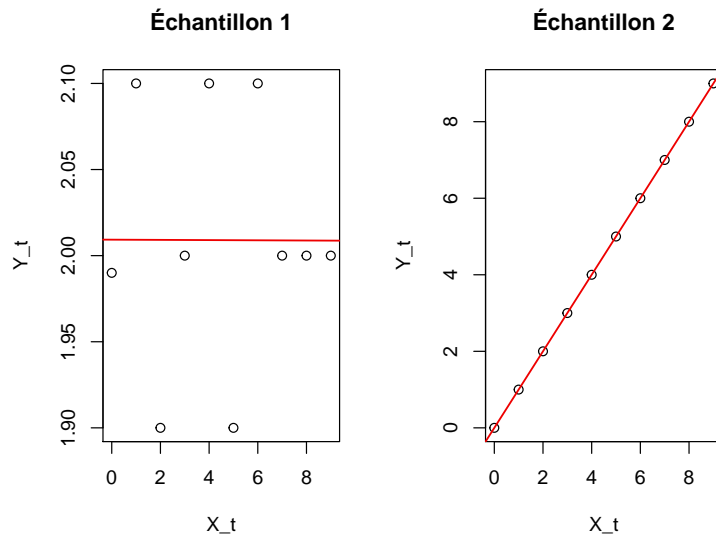 Échantillon 1
2.10
2.05
2.00
1.95
1.90
Y_t
0 2 4 6 8
X_t
Échantillon 2
8
6
4
2
0
Y_t
0 2 4 6 8
X_t